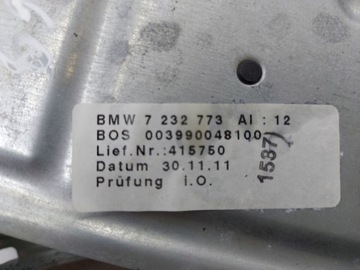 BMW 7 232 773 AI : 12
BOS 003990048100
Lief.Nr.:415750
Datum 30.11.11
Prüfung i.O.
1587